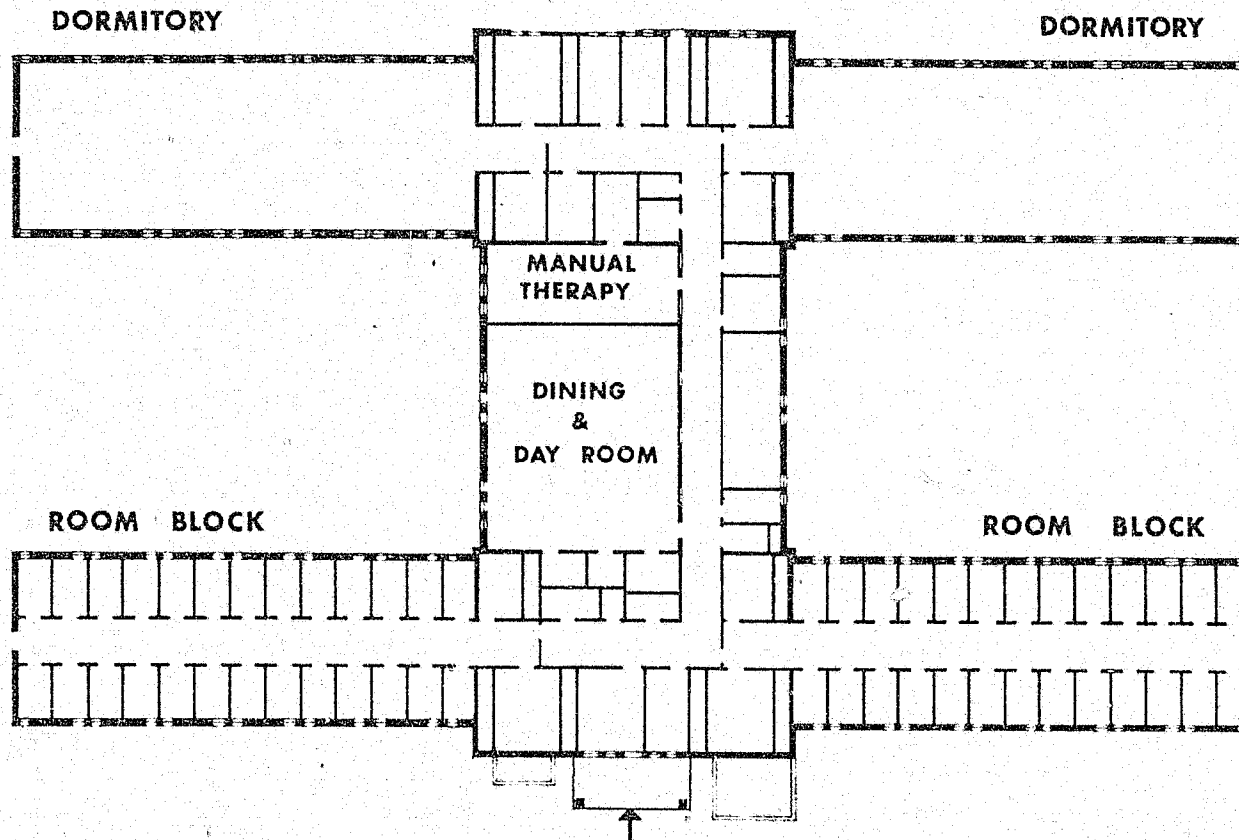 DORMITORY
DORMITORY
MANUAL
THERAPY
DINING
&
DAY ROOM
ROOM BLOCK
ROOM BLOCK